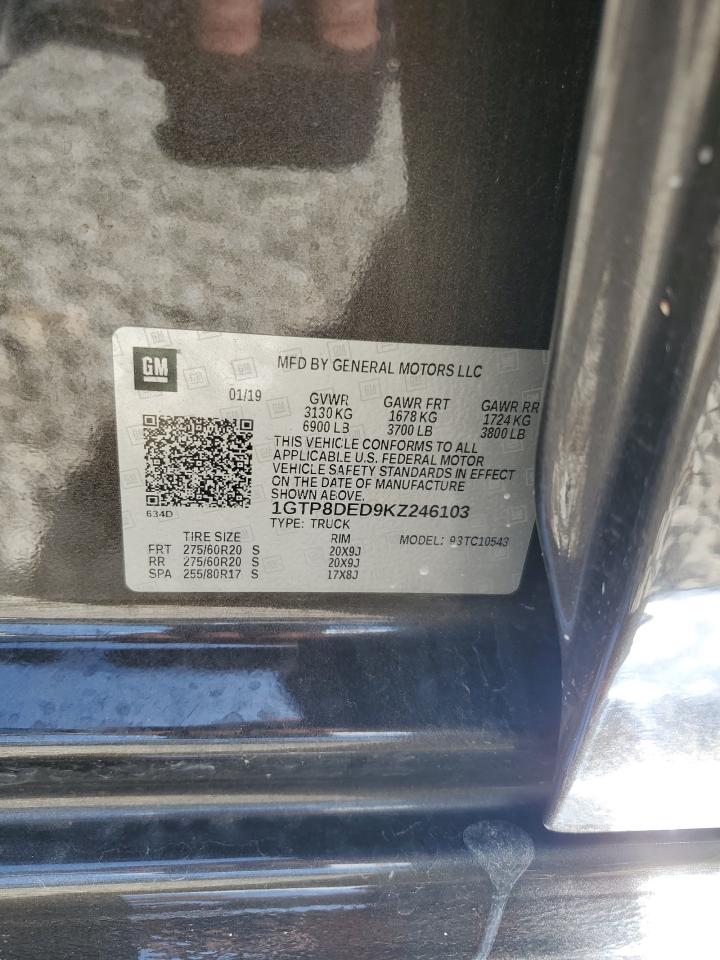 GM
MFD BY GENERAL MOTORS LLC
01/19
GVWR GAWR FRT GAWR RR
3130 KG 1678 KG 1724 KG
6900 LB 3700 LB 3800 LB
THIS VEHICLE CONFORMS TO ALL
APPLICABLE U.S. FEDERAL MOTOR
VEHICLE SAFETY STANDARDS IN EFFECT
ON THE DATE OF MANUFACTURE
SHOWN ABOVE.
634D
1GTP8DED9KZ246103
TYPE: TRUCK
TIRE SIZE RIM MODEL: 93TC10543
FRT 275/60R20 S 20X9J
RR 275/60R20 S 20X9J
SPA 255/80R17 S 17X8J